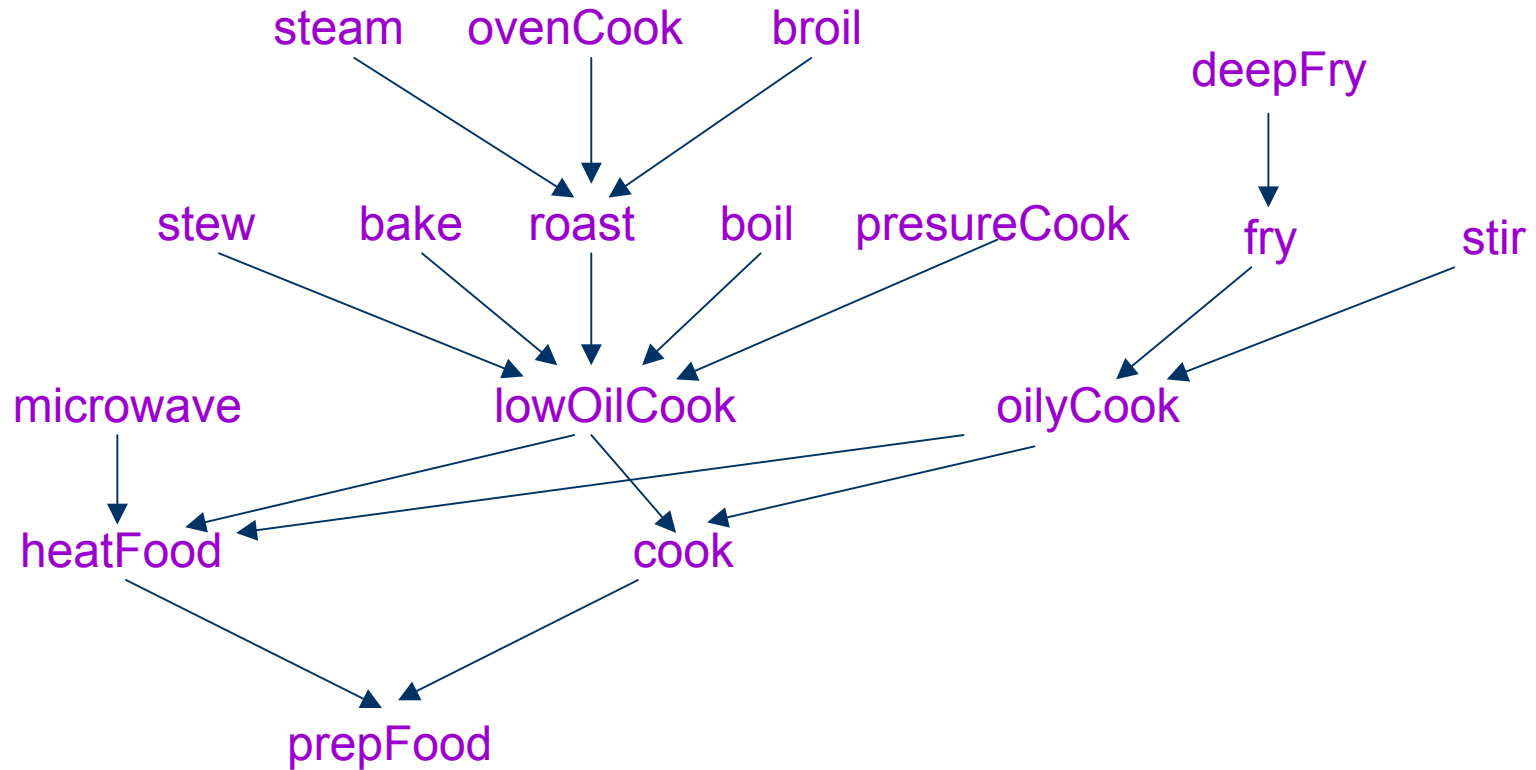 steam ovenCook broil
deepFry
stew bake roast boil presureCook fry stir
microwave lowOilCook oilyCook
heatFood cook
prepFood